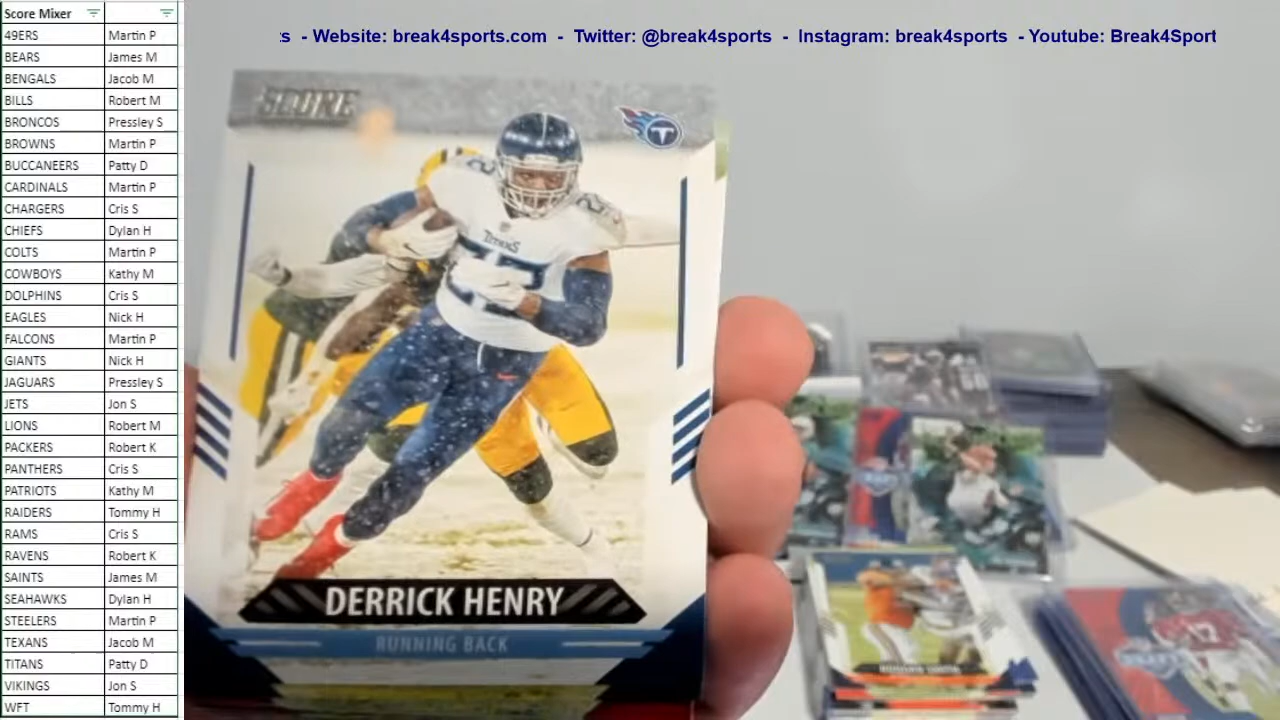 s - Website: break4sports.com - Twitter: @break4sports - Instagram: break4sports - Youtube: Break4Sport
Score Mixer
49ERS Martin P
BEARS James M
BENGALS Jacob M
BILLS Robert M
BRONCOS Pressley S
BROWNS Martin P
BUCCANEERS Patty D
CARDINALS Martin P
CHARGERS Cris S
CHIEFS Dylan H
COLTS Martin P
COWBOYS Kathy M
DOLPHINS Cris S
EAGLES Nick H
FALCONS Martin P
GIANTS Nick H
JAGUARS Pressley S
JETS Jon S
LIONS Robert M
PACKERS Robert K
PANTHERS Cris S
PATRIOTS Kathy M
RAIDERS Tommy H
RAMS Cris S
RAVENS Robert K
SAINTS James M
SEAHAWKS Dylan H
STEELERS Martin P
TEXANS Jacob M
TITANS Patty D
VIKINGS Jon S
WFT Tommy H
SCORE
T
TITANS
22
DERRICK HENRY
RUNNING BACK